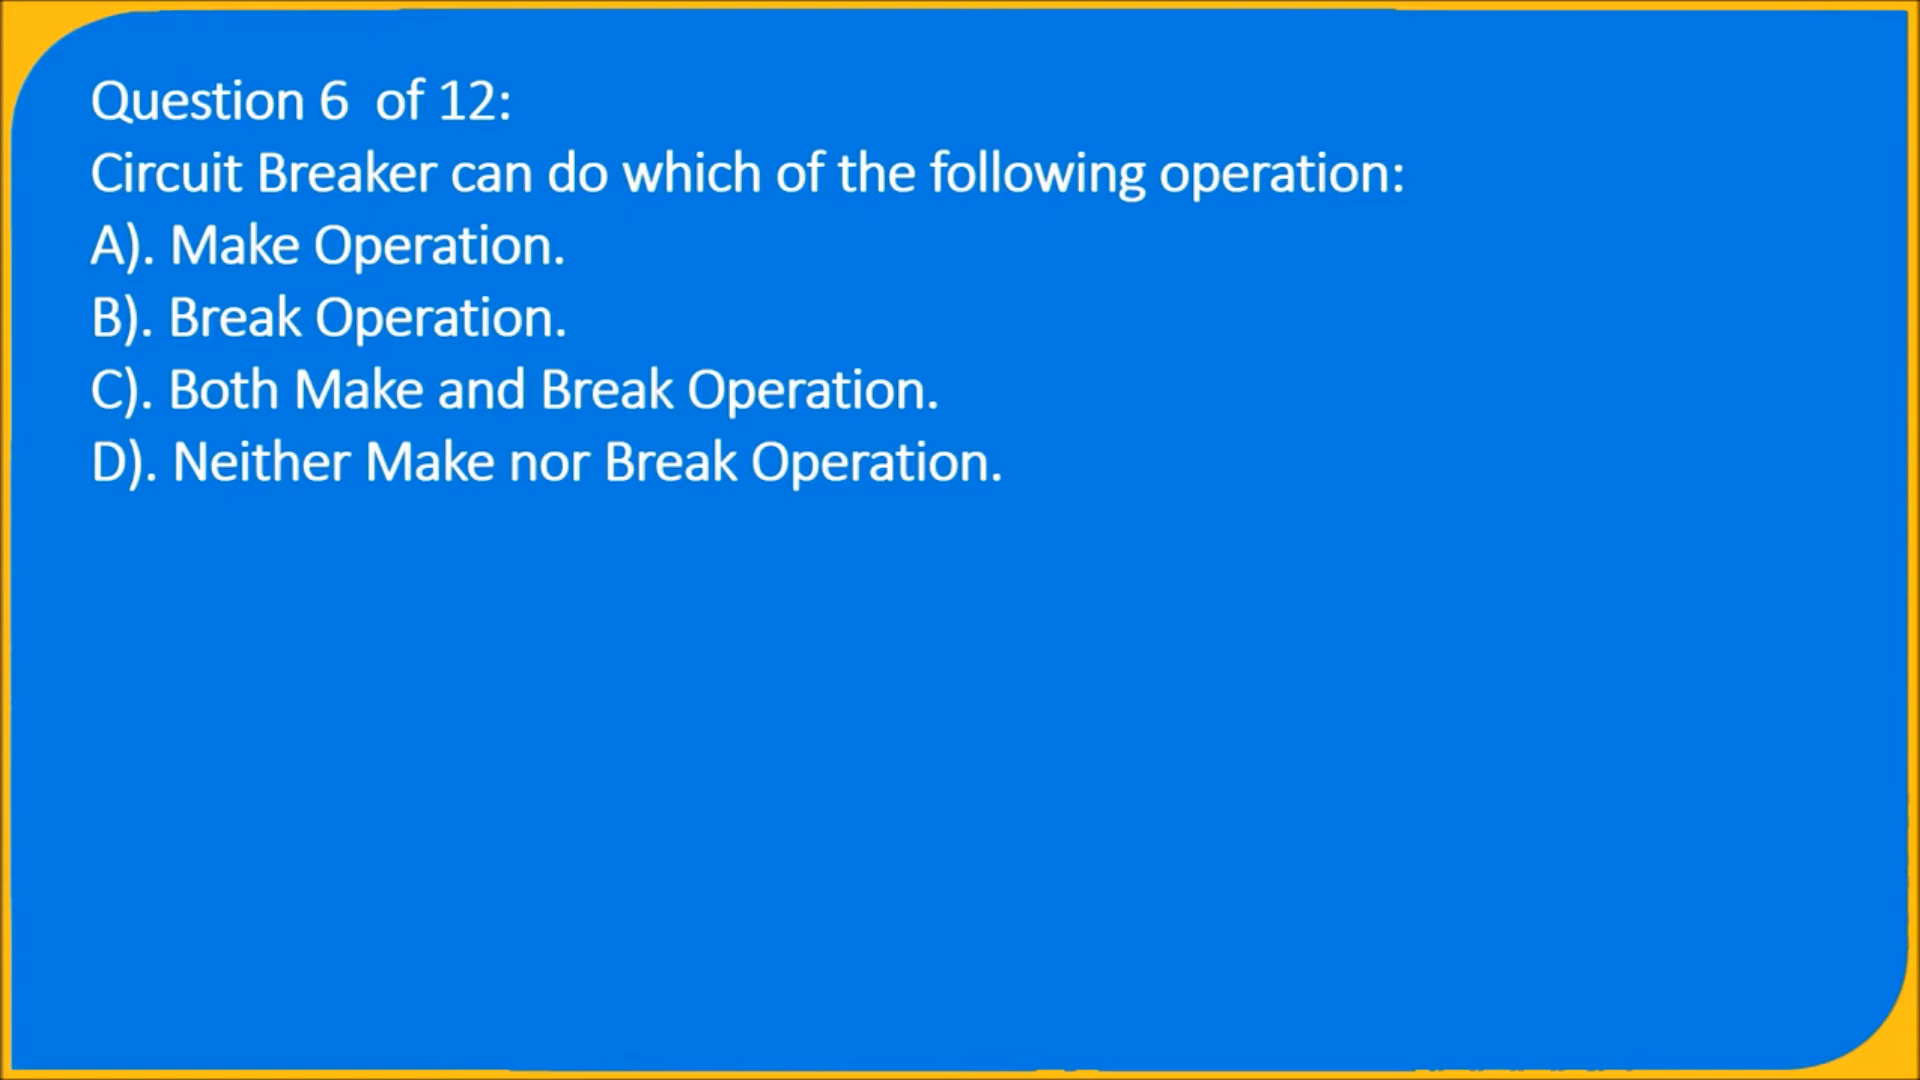 Question 6  of 12:
Circuit Breaker can do which of the following operation:
A). Make Operation.
B). Break Operation.
C). Both Make and Break Operation.
D). Neither Make nor Break Operation.